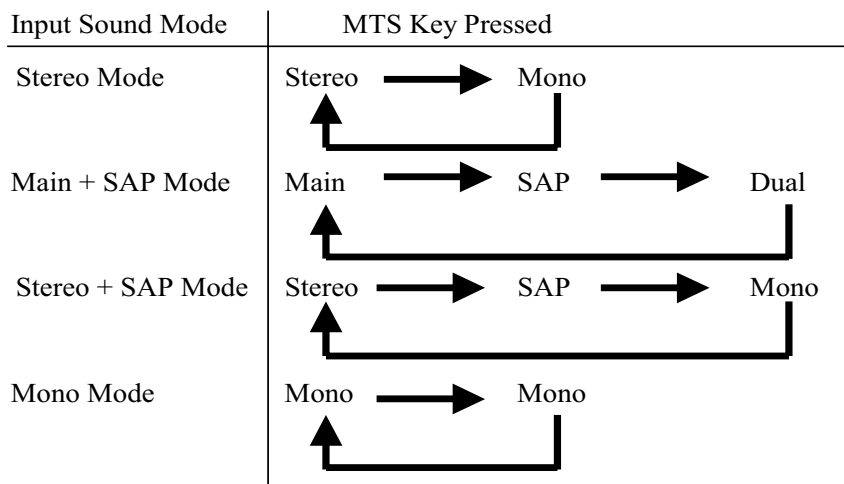 Input Sound Mode MTS Key Pressed
Stereo Mode Stereo Mono
Main + SAP Mode Main SAP Dual
Stereo + SAP Mode Stereo SAP Mono
Mono Mode Mono Mono